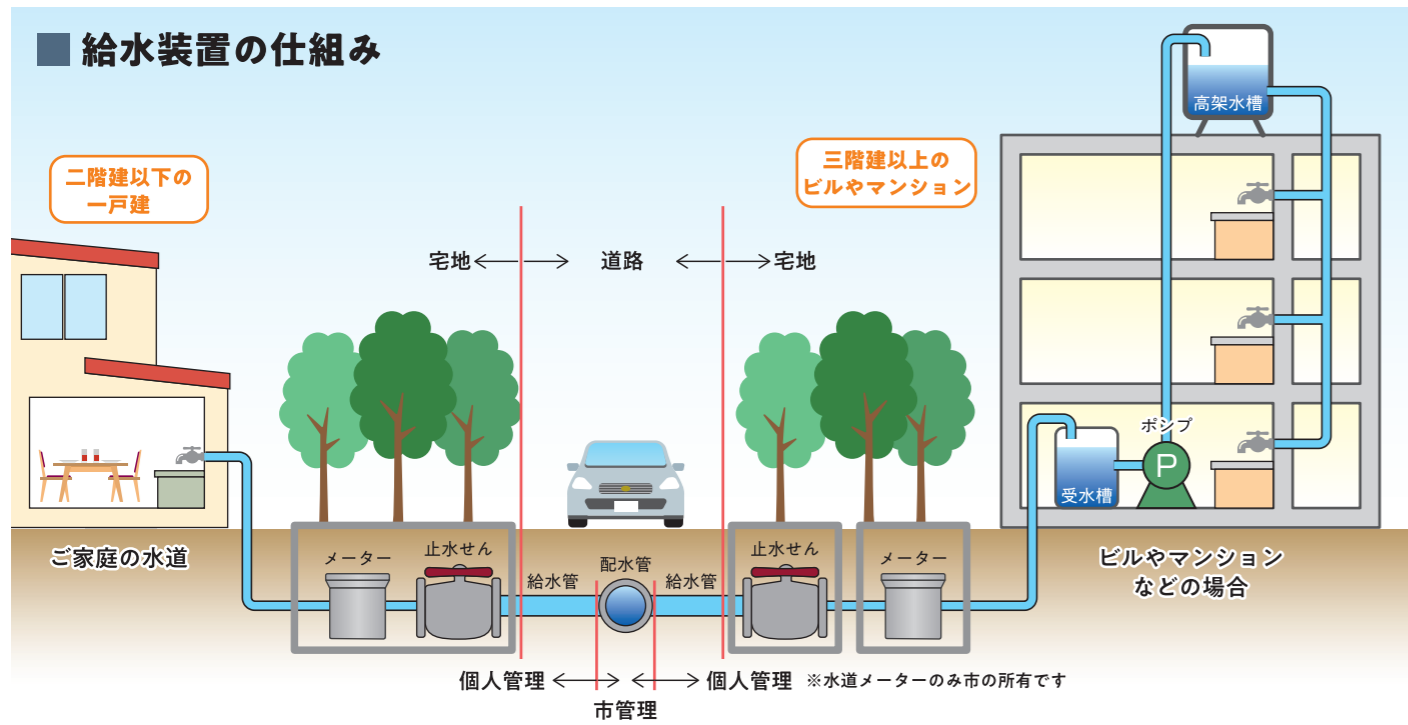 ■ 給水装置の仕組み
二階建以下の
一戸建
三階建以上の
ビルやマンション
高架水槽
宅地
道路
宅地
ポンプ
P
受水槽
ご家庭の水道
メーター
止水せん
給水管
配水管
給水管
止水せん
メーター
ビルやマンション
などの場合
個人管理
個人管理
※水道メーターのみ市の所有です
市管理